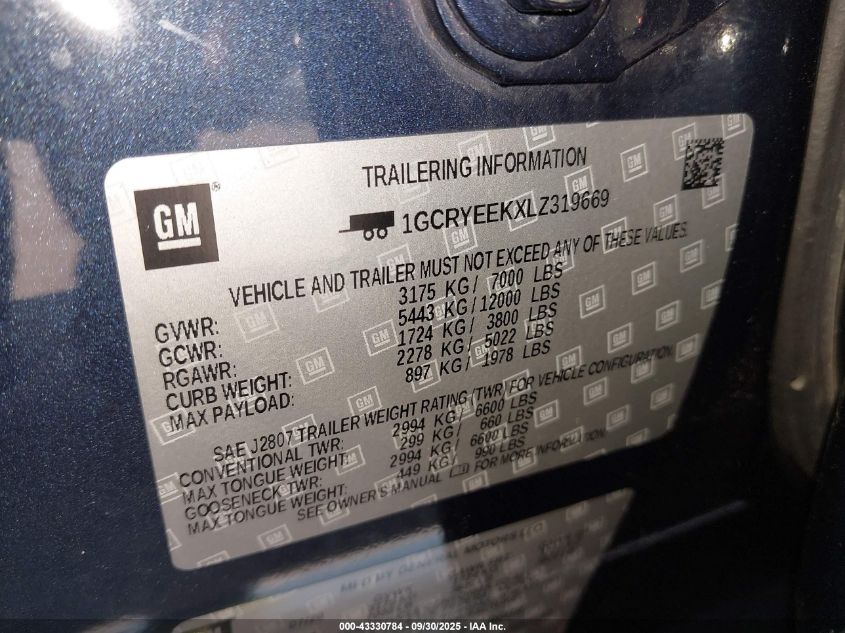 GM ®
TRAILERING INFORMATION
1GCRYEEKXLZ319669
VEHICLE AND TRAILER MUST NOT EXCEED ANY OF THESE VALUES.
GVWR: 3175 KG / 7000 LBS
GCWR: 5443 KG / 12000 LBS
RGAWR: 1724 KG / 3800 LBS
CURB WEIGHT: 2278 KG / 5022 LBS
MAX PAYLOAD: 897 KG / 1978 LBS
SAE J2807 TRAILER WEIGHT RATING (TWR) FOR VEHICLE CONFIGURATION.
CONVENTIONAL TWR: 2994 KG / 6600 LBS
MAX TONGUE WEIGHT: 299 KG / 660 LBS
GOOSENECK TWR: 2994 KG / 6600 LBS
MAX TONGUE WEIGHT: 449 KG / 990 LBS
SEE OWNER'S MANUAL FOR MORE INFORMATION.
MFD BY GENERAL MOTORS
000-43330784 - 09/30/2025 - IAA Inc.